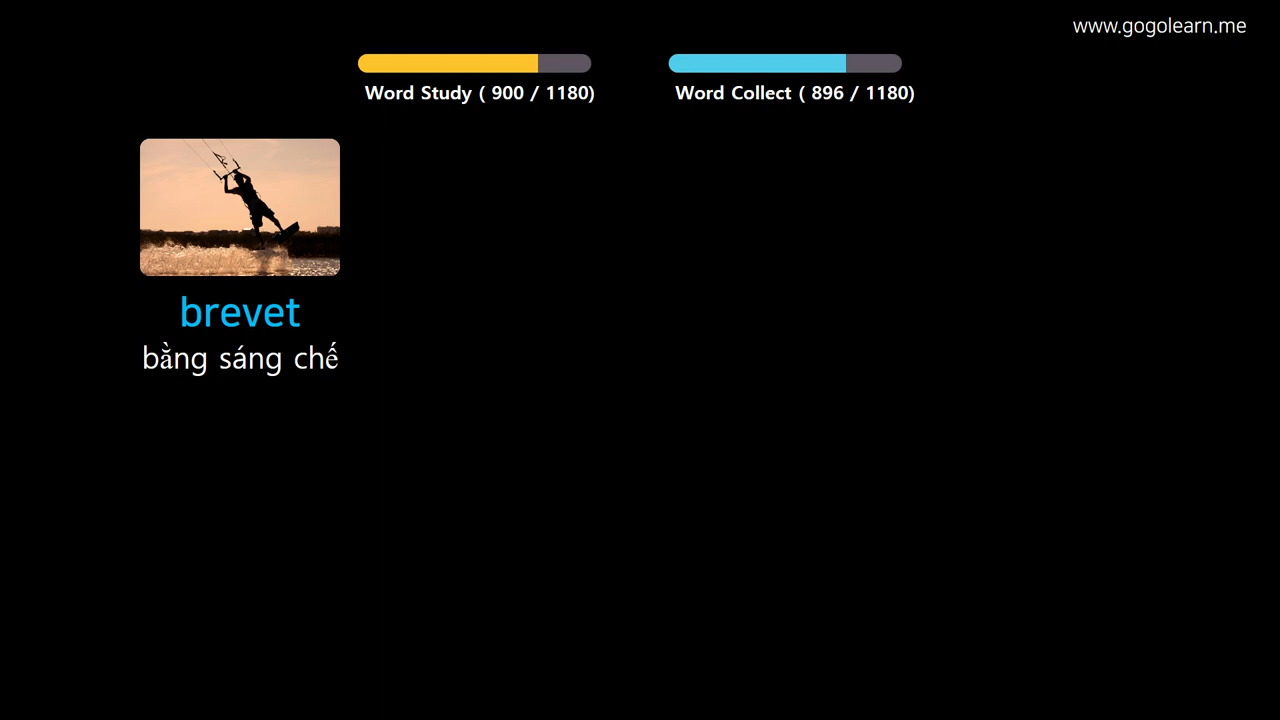 www.gogolearn.me
Word Study ( 900 / 1180)
Word Collect ( 896 / 1180)
brevet
bằng sáng chế